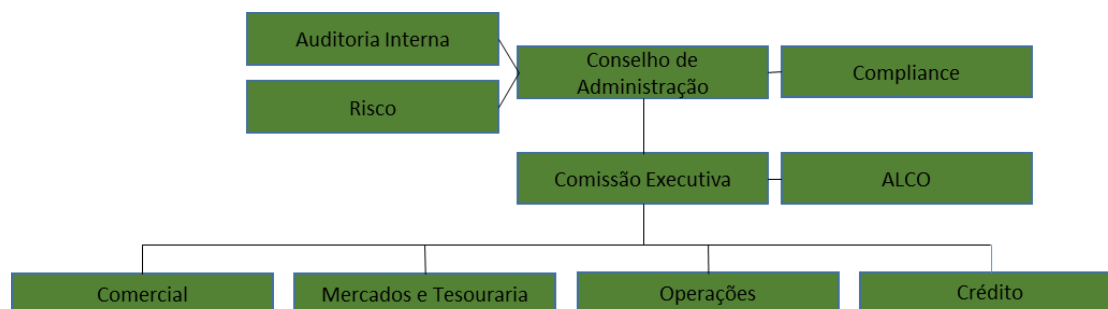 Auditoria Interna
Conselho de
Administração
Compliance
Risco
Comissão Executiva
ALCO
Comercial
Mercados e Tesouraria
Operações
Crédito